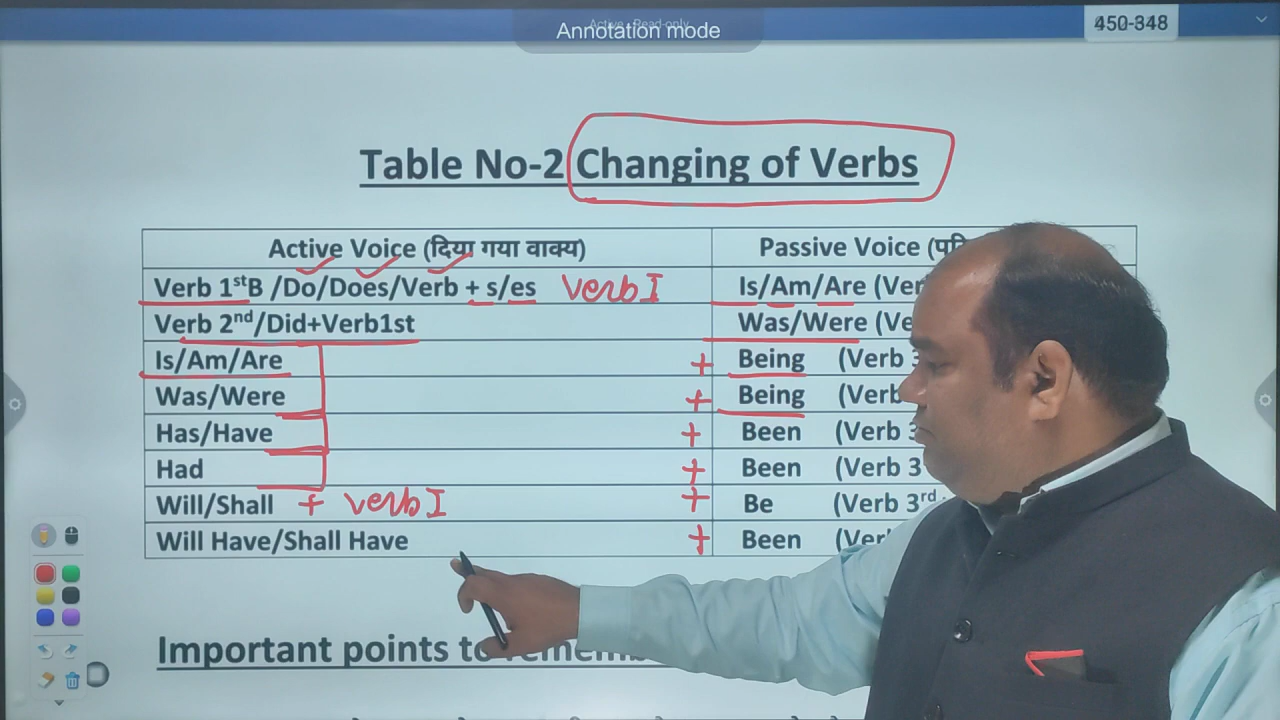 Annotation mode
450-348
Table No-2 Changing of Verbs
Active Voice (दिया गया वाक्य) Passive Voice
Verb 1stB /Do/Does/Verb + s/es Verb I Is/Am/Are
Verb 2nd/Did+Verb1st Was/Were
Is/Am/Are + Being (Verb
Was/Were + Being (Verb
Has/Have + Been (Verb
Had + Been (Verb 3
Will/Shall + Verb I + Be (Verb 3rd
Will Have/Shall Have + Been
Important points to